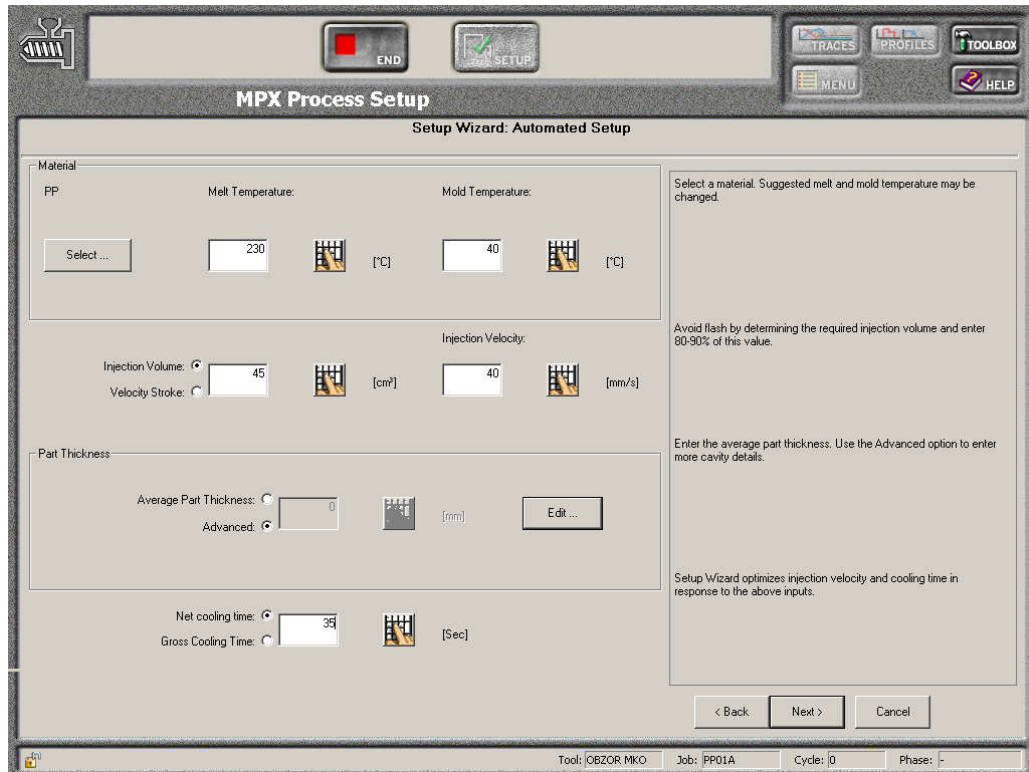 END
SETUP
TRACES
PROFILES
TOOLBOX
MENU
HELP
MPX Process Setup
Setup Wizard: Automated Setup
Material
PP
Melt Temperature:
Mold Temperature:
Select ...
230
[°C]
40
[°C]
Injection Velocity:
Injection Volume:
45
[cm³]
40
[mm/s]
Velocity Stroke:
Part Thickness
Average Part Thickness:
0
[mm]
Edit ...
Advanced:
Net cooling time:
35
[Sec]
Gross Cooling Time:
Select a material. Suggested melt and mold temperature may be
changed.
Avoid flash by determining the required injection volume and enter
80-90% of this value.
Enter the average part thickness. Use the Advanced option to enter
more cavity details.
Setup Wizard optimizes injection velocity and cooling time in
response to the above inputs.
< Back
Next >
Cancel
Tool: OBZOR MKO
Job: PP01A
Cycle: 0
Phase: -